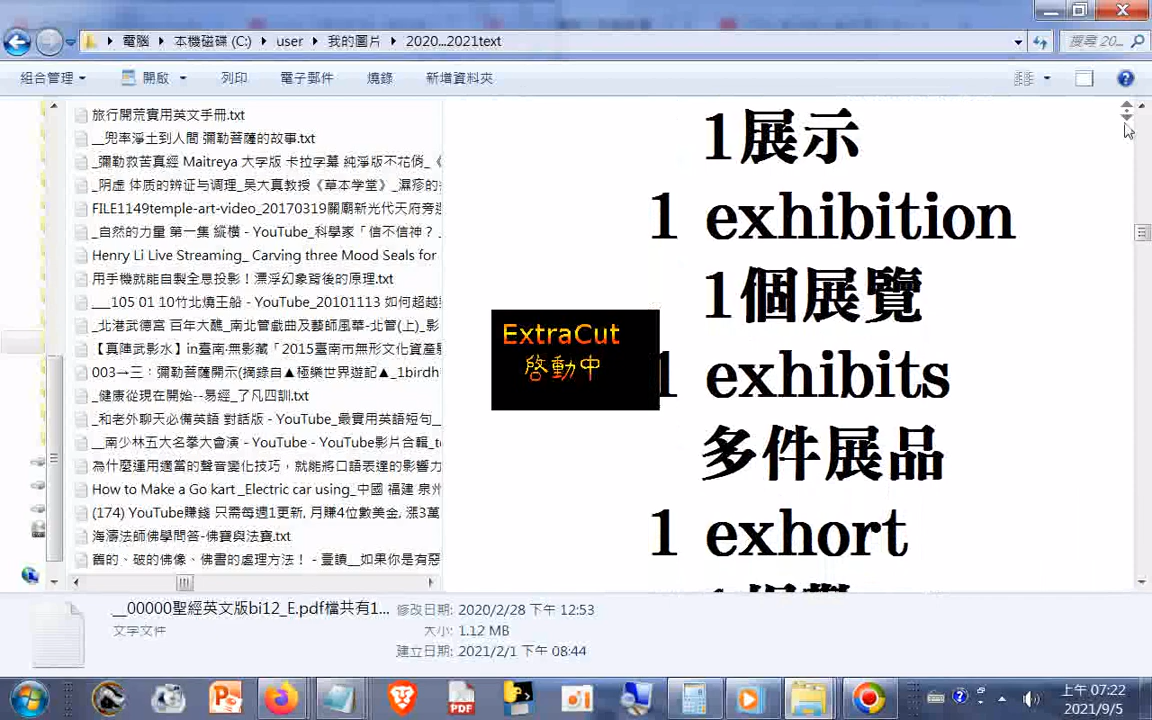 電腦 本機磁碟 (C:) user 我的圖片 2020...2021text
搜尋 20...
組合管理 開啟 列印 電子郵件 燒錄 新增資料夾
旅行開荒實用英文手冊.txt
__兜率淨土到人間 彌勒菩薩的故事.txt
_彌勒救苦真經 Maitreya 大字版 卡拉字幕 純淨版不花俏_《
_阴虚 体质的辨证与调理_吴大真教授《草本学堂》_濕疹的
FILE1149temple-art-video_20170319關廟新光代天府旁
_自然的力量 第一集 縱橫 - YouTube_科學家「信不信神？」
Henry Li Live Streaming_ Carving three Mood Seals for
用手機就能自製全息投影！漂浮幻象背後的原理.txt
___105 01 10竹北燒王船 - YouTube_20101113 如何超越
_北港武德宮 百年大醮_南北管戲曲及藝師風華-北管(上)_影
【真陣武影水】in臺南·無影藏「2015臺南市無形文化資產
003→三：彌勒菩薩開示(摘錄自▲極樂世界遊記▲_1birdh
_健康從現在開始--易經_了凡四訓.txt
_和老外聊天必備英語 對話版 - YouTube_最實用英語短句__
__南少林五大名拳大會演 - YouTube - YouTube影片合輯_t
為什麼運用適當的聲音變化技巧，就能將口語表達的影響力
How to Make a Go kart _Electric car using_中國 福建 泉州
(174) YouTube賺錢 只需每週1更新, 月賺4位數美金, 漲3萬
海濤法師佛學問答-佛寶與法寶.txt
舊的、破的佛像、佛書的處理方法！ - 壹讀__如果你是有惡
1展示
1 exhibition
1個展覽
1 exhibits
多件展品
1 exhort
ExtraCut
啓動中
__00000聖經英文版bi12_E.pdf檔共有1... 修改日期: 2020/2/28 下午 12:53
文字文件 大小: 1.12 MB
建立日期: 2021/2/1 下午 08:44
上午 07:22
2021/9/5